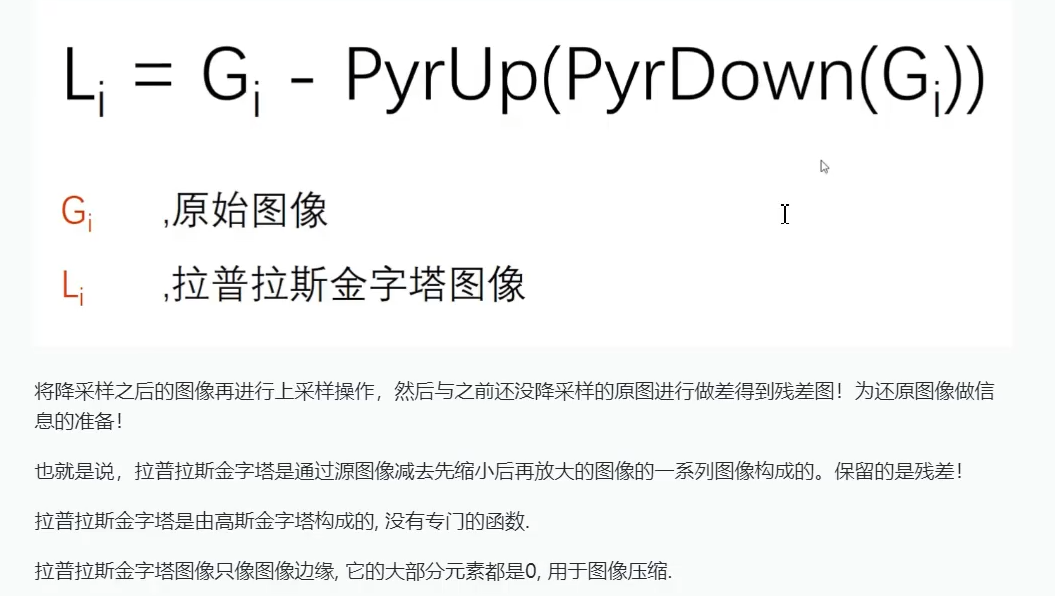 Li = Gi - PyrUp(PyrDown(Gi))
Gi ,原始图像
Li ,拉普拉斯金字塔图像
将降采样之后的图像再进行上采样操作，然后与之前还没降采样的原图进行做差得到残差图！为还原图像做信
息的准备！
也就是说，拉普拉斯金字塔是通过源图像减去先缩小后再放大的图像的一系列图像构成的。保留的是残差！
拉普拉斯金字塔是由高斯金字塔构成的, 没有专门的函数.
拉普拉斯金字塔图像只像图像边缘, 它的大部分元素都是0, 用于图像压缩.